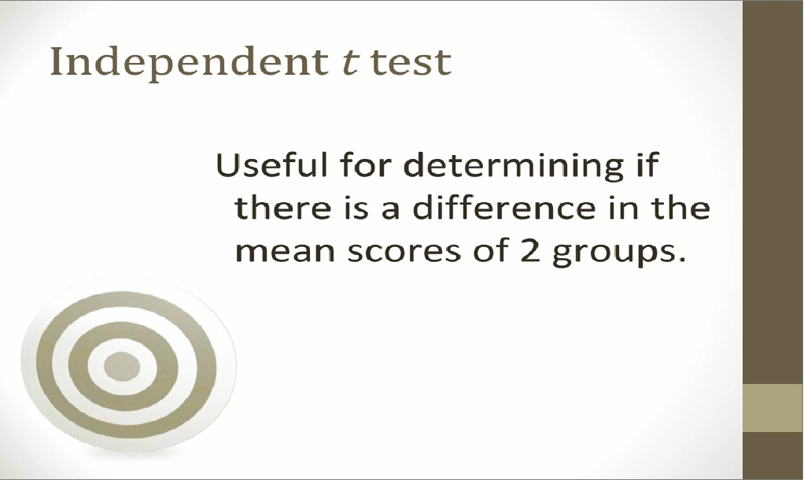 Independent t test
Useful for determining if
there is a difference in the
mean scores of 2 groups.